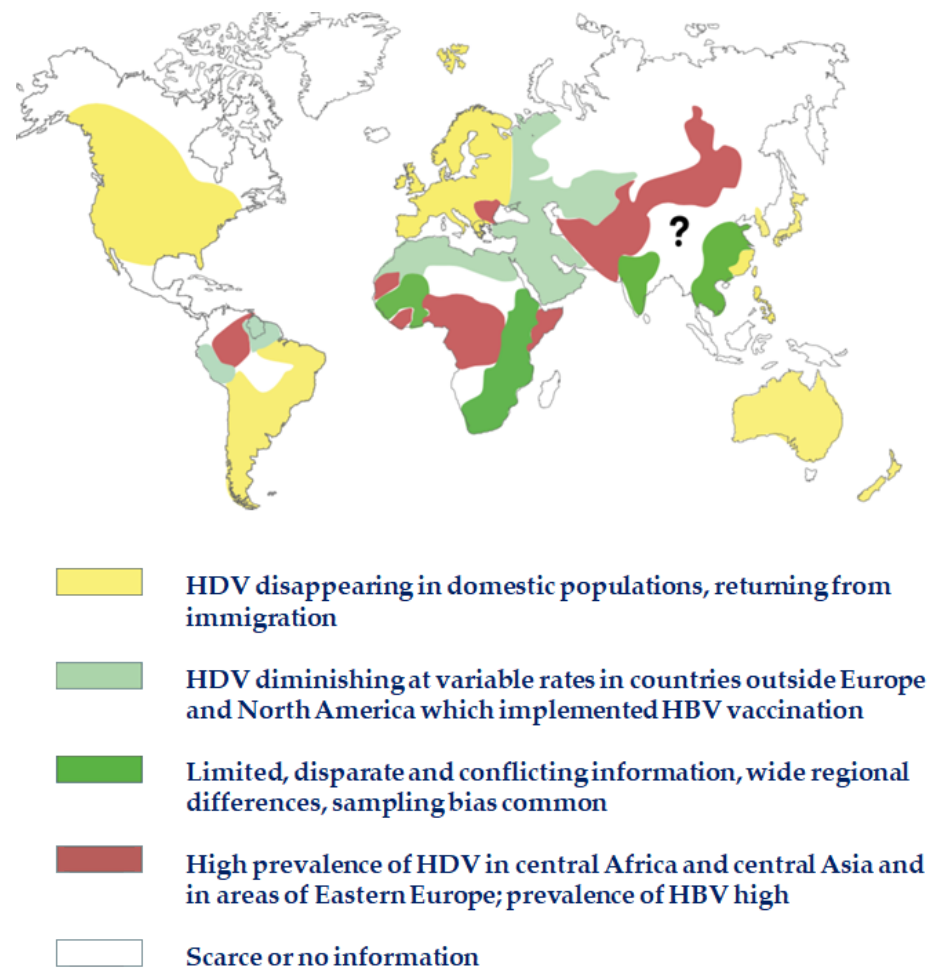 ?
HDV disappearing in domestic populations, returning from
immigration
HDV diminishing at variable rates in countries outside Europe
and North America which implemented HBV vaccination
Limited, disparate and conflicting information, wide regional
differences, sampling bias common
High prevalence of HDV in central Africa and central Asia and
in areas of Eastern Europe; prevalence of HBV high
Scarce or no information